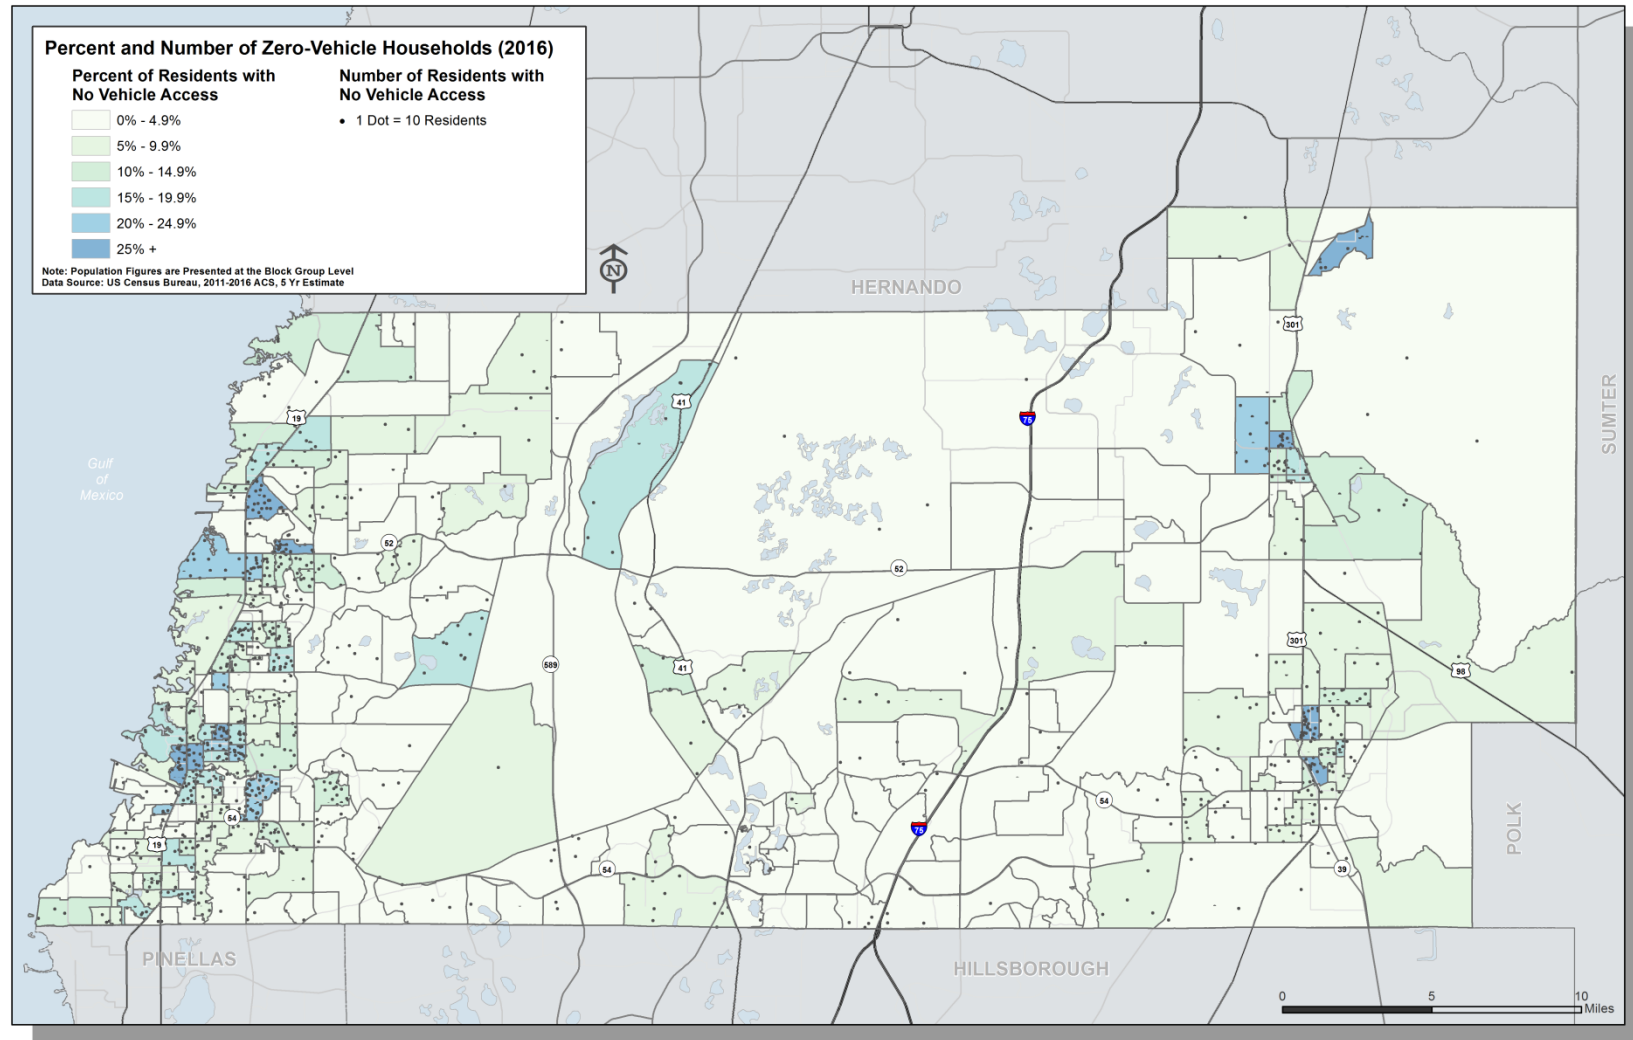 Percent and Number of Zero-Vehicle Households (2016)
Percent of Residents with
No Vehicle Access
0% - 4.9%
5% - 9.9%
10% - 14.9%
15% - 19.9%
20% - 24.9%
25% +
Number of Residents with
No Vehicle Access
1 Dot = 10 Residents
Note: Population Figures are Presented at the Block Group Level
Data Source: US Census Bureau, 2011-2016 ACS, 5 Yr Estimate
N
HERNANDO
301
SUMTER
41
19
75
Gulf
of
Mexico
52
52
301
589
41
98
54
POLK
54
75
19
54
39
PINELLAS
HILLSBOROUGH
0
5
10
Miles